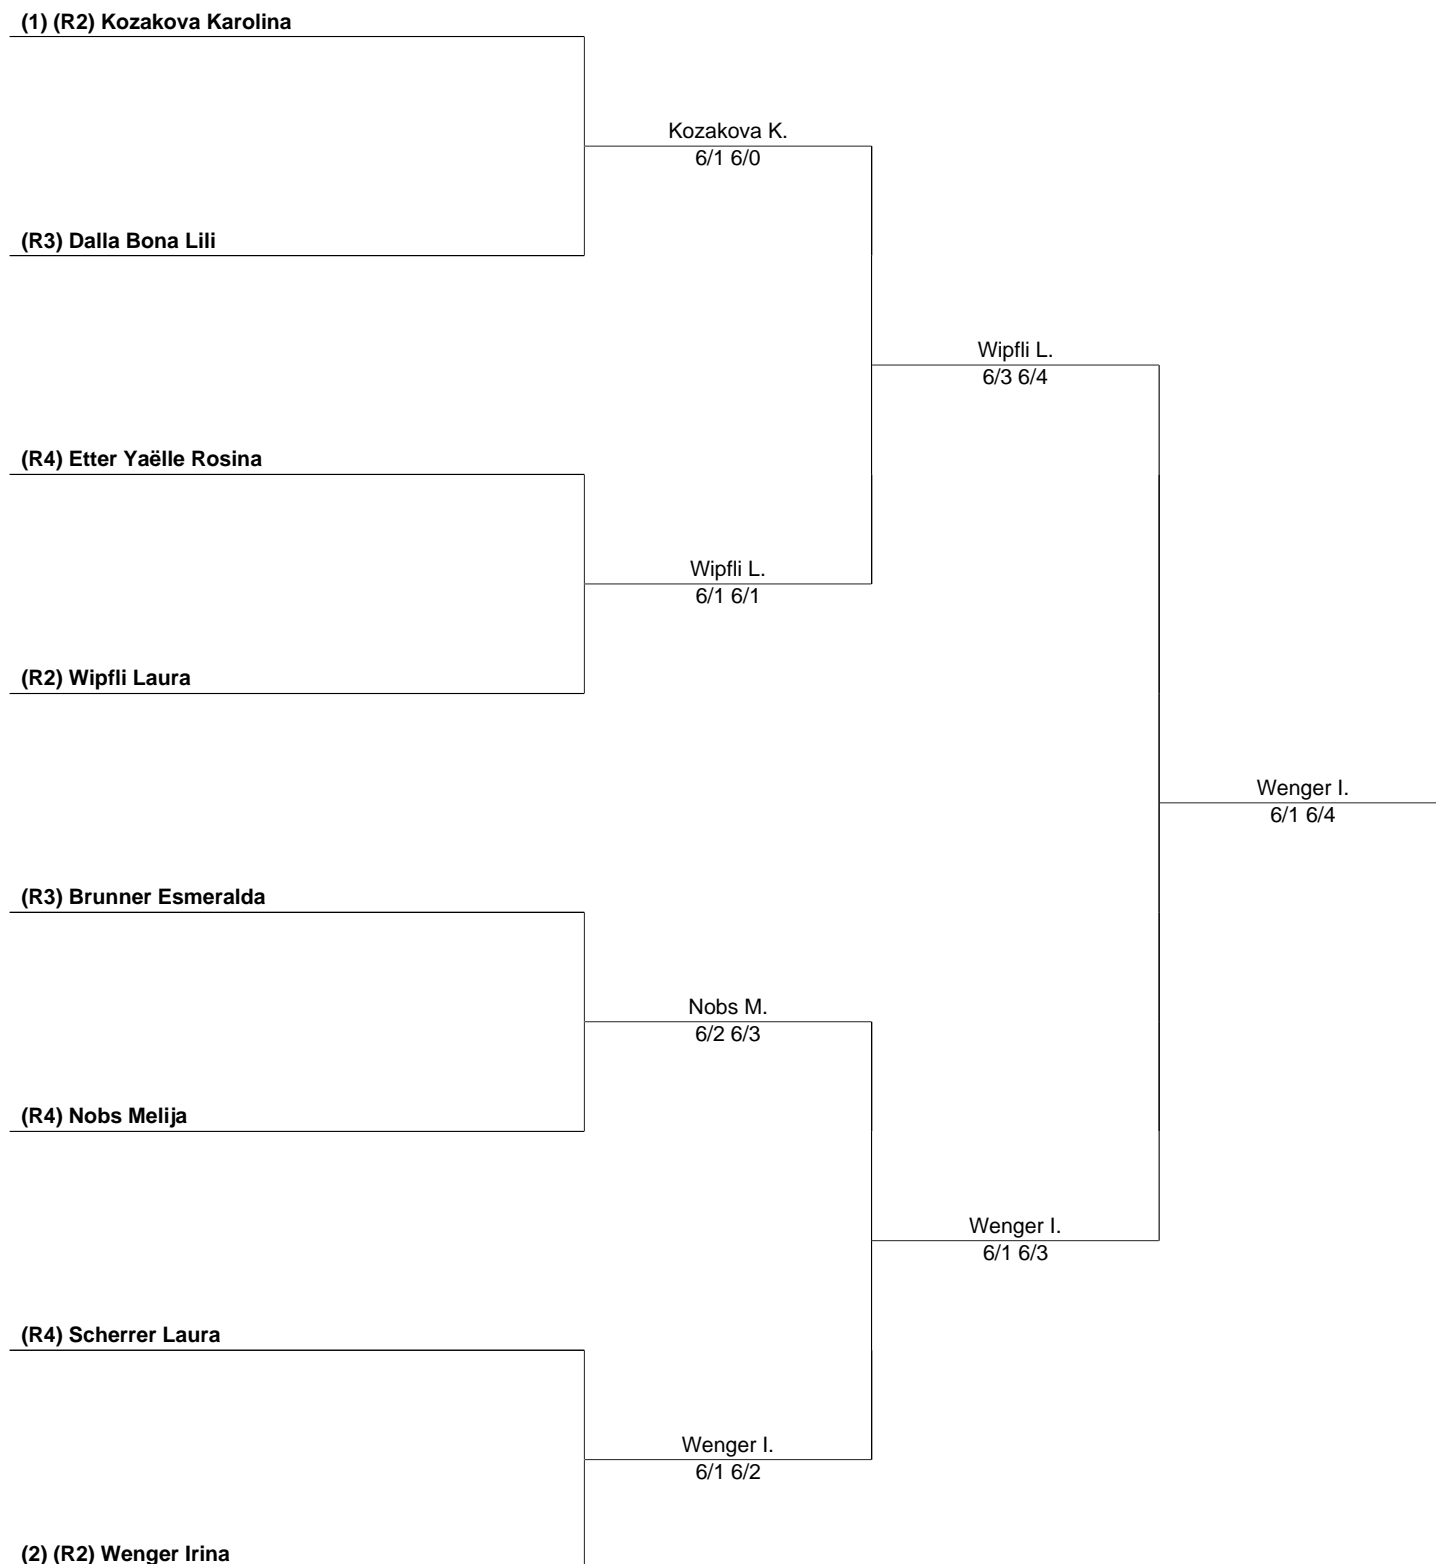 (1) (R2) Kozakova Karolina
Kozakova K.
6/1 6/0
(R3) Dalla Bona Lili
Wipfli L.
6/3 6/4
(R4) Etter Yaëlle Rosina
Wipfli L.
6/1 6/1
(R2) Wipfli Laura
Wenger I.
6/1 6/4
(R3) Brunner Esmeralda
Nobs M.
6/2 6/3
(R4) Nobs Melija
Wenger I.
6/1 6/3
(R4) Scherrer Laura
Wenger I.
6/1 6/2
(2) (R2) Wenger Irina